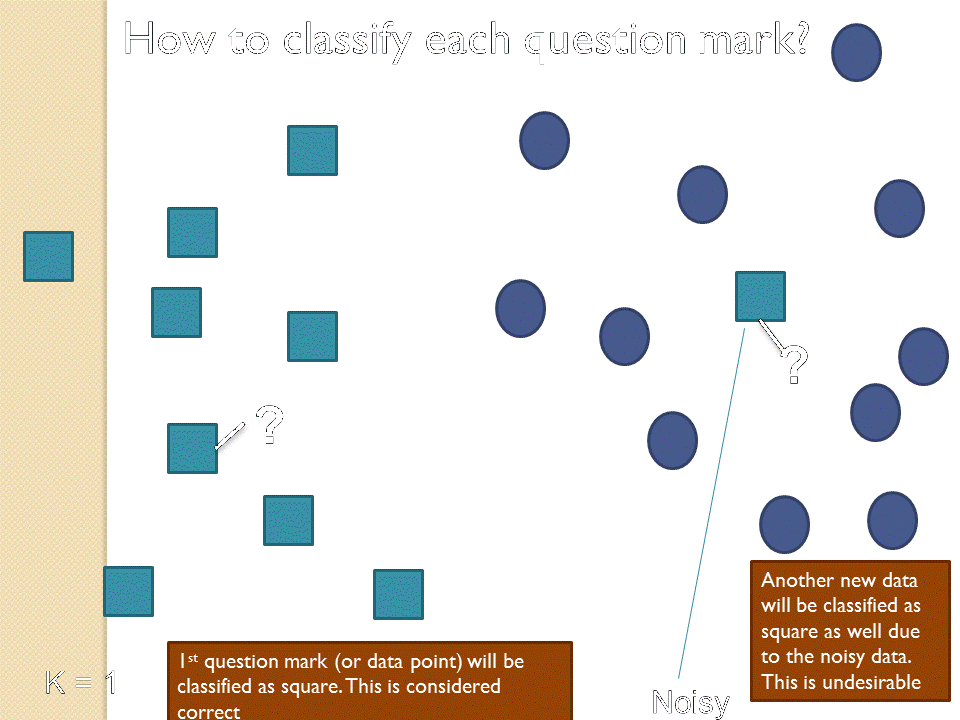 How to classify each question mark?
?
?
Another new data
will be classified as
square as well due
to the noisy data.
This is undesirable
1st question mark (or data point) will be
classified as square. This is considered
correct
K = 1
Noisy